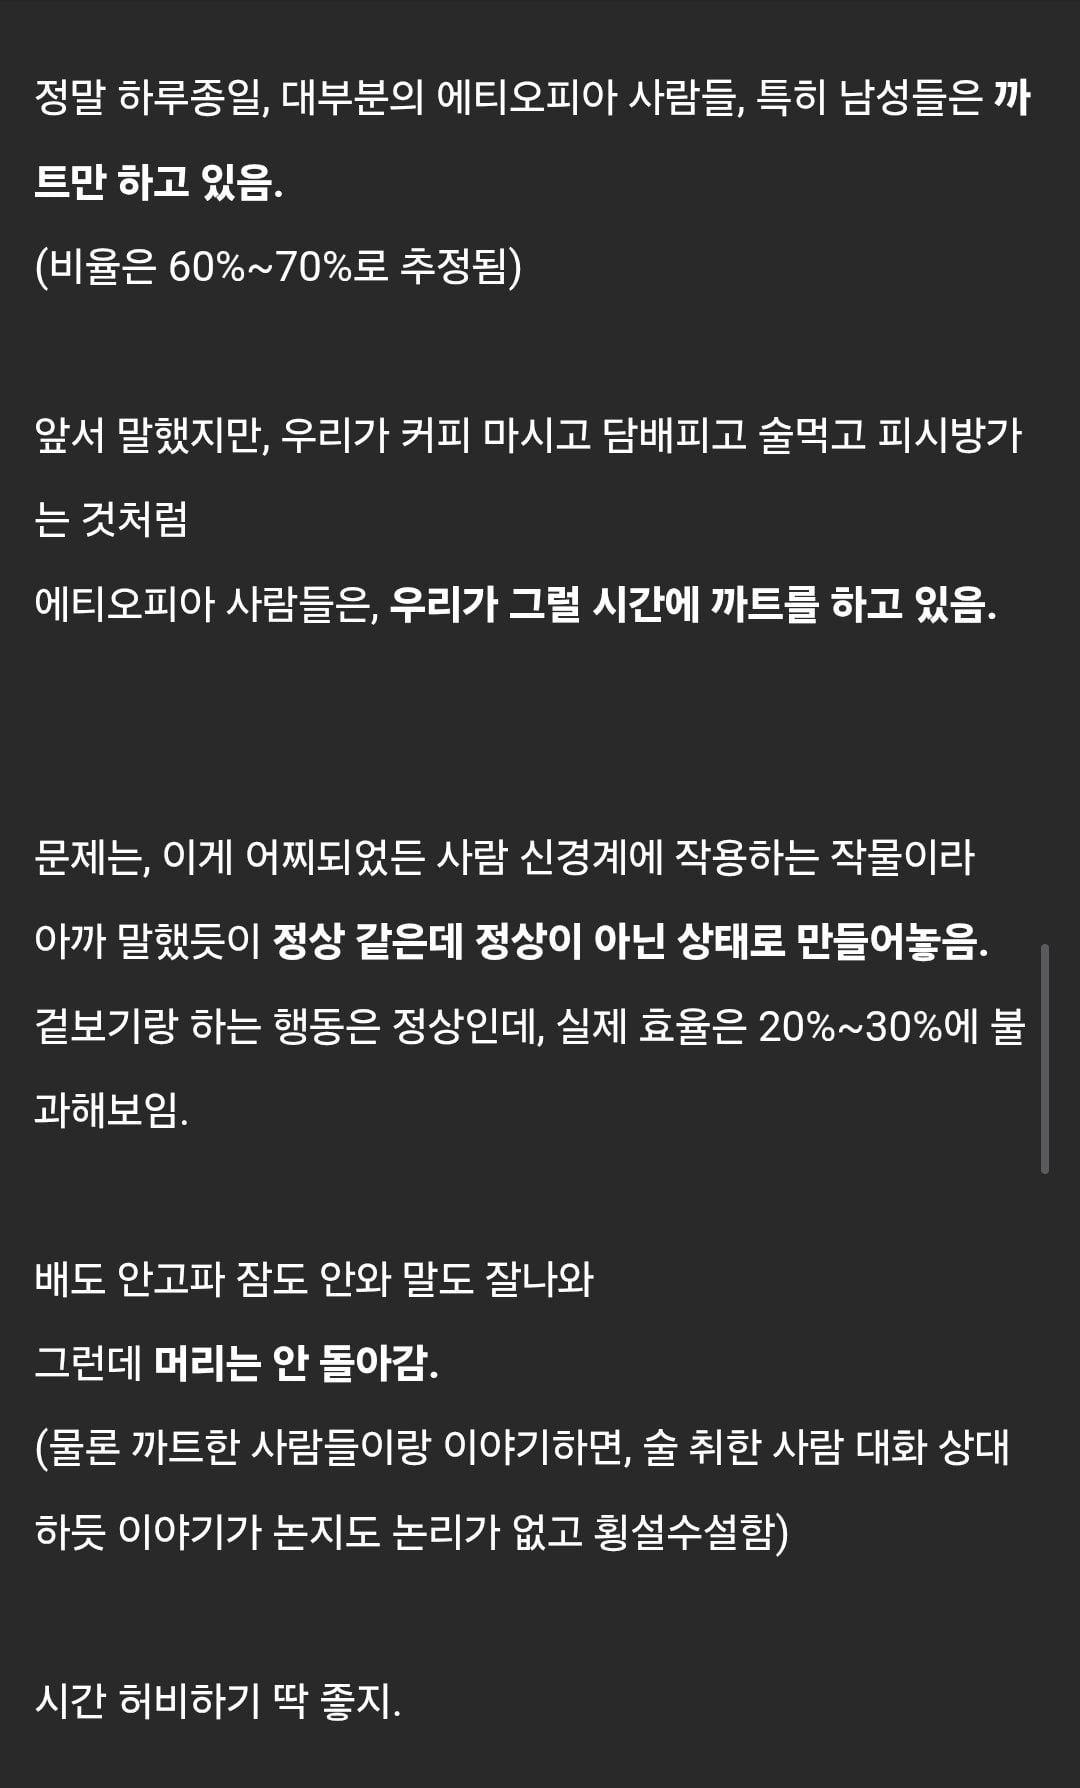 정말 하루종일, 대부분의 에티오피아 사람들, 특히 남성들은 까
트만 하고 있음.
(비율은 60%~70%로 추정됨)
앞서 말했지만, 우리가 커피 마시고 담배피고 술먹고 피시방가
는 것처럼
에티오피아 사람들은, 우리가 그럴 시간에 까트를 하고 있음.
문제는, 이게 어찌되었든 사람 신경계에 작용하는 작물이라
아까 말했듯이 정상 같은데 정상이 아닌 상태로 만들어놓음.
겉보기랑 하는 행동은 정상인데, 실제 효율은 20%~30%에 불
과해보임.
배도 안고파 잠도 안와 말도 잘나와
그런데 머리는 안 돌아감.
(물론 까트한 사람들이랑 이야기하면, 술 취한 사람 대화 상대
하듯 이야기가 논지도 논리가 없고 횡설수설함)
시간 허비하기 딱 좋지.